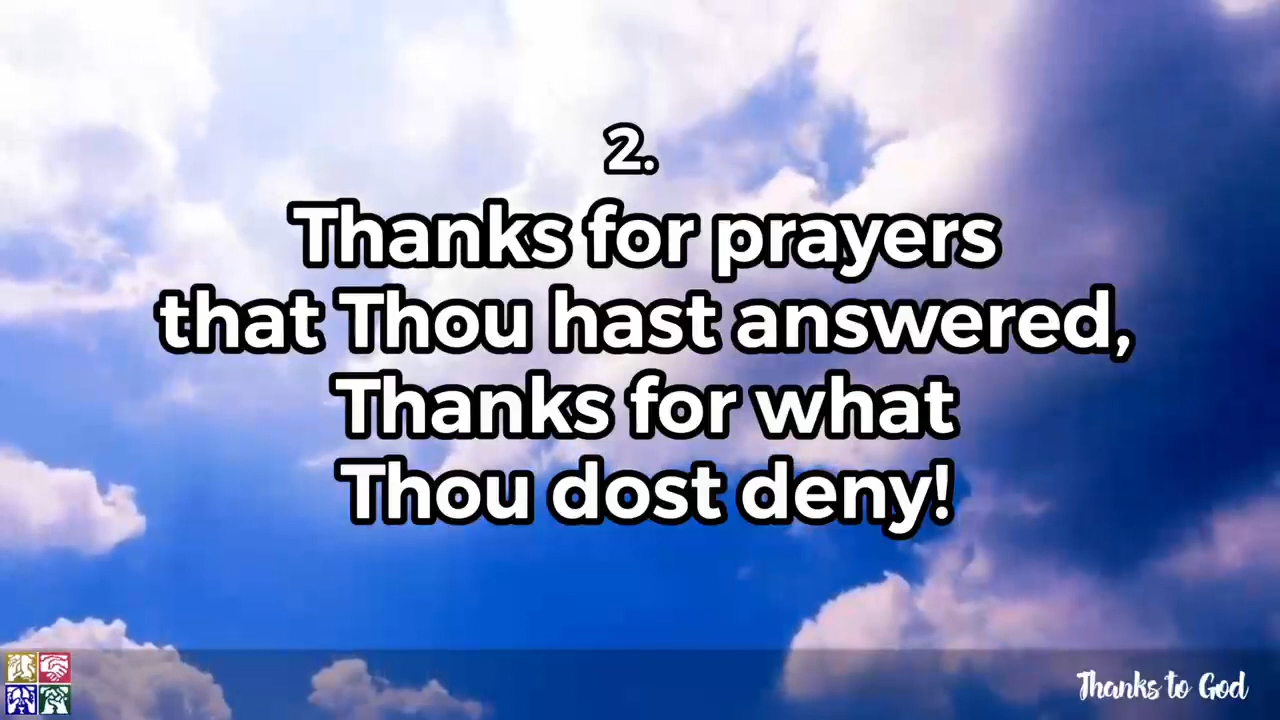 2.
Thanks for prayers
that Thou hast answered,
Thanks for what
Thou dost deny!
Thanks to God